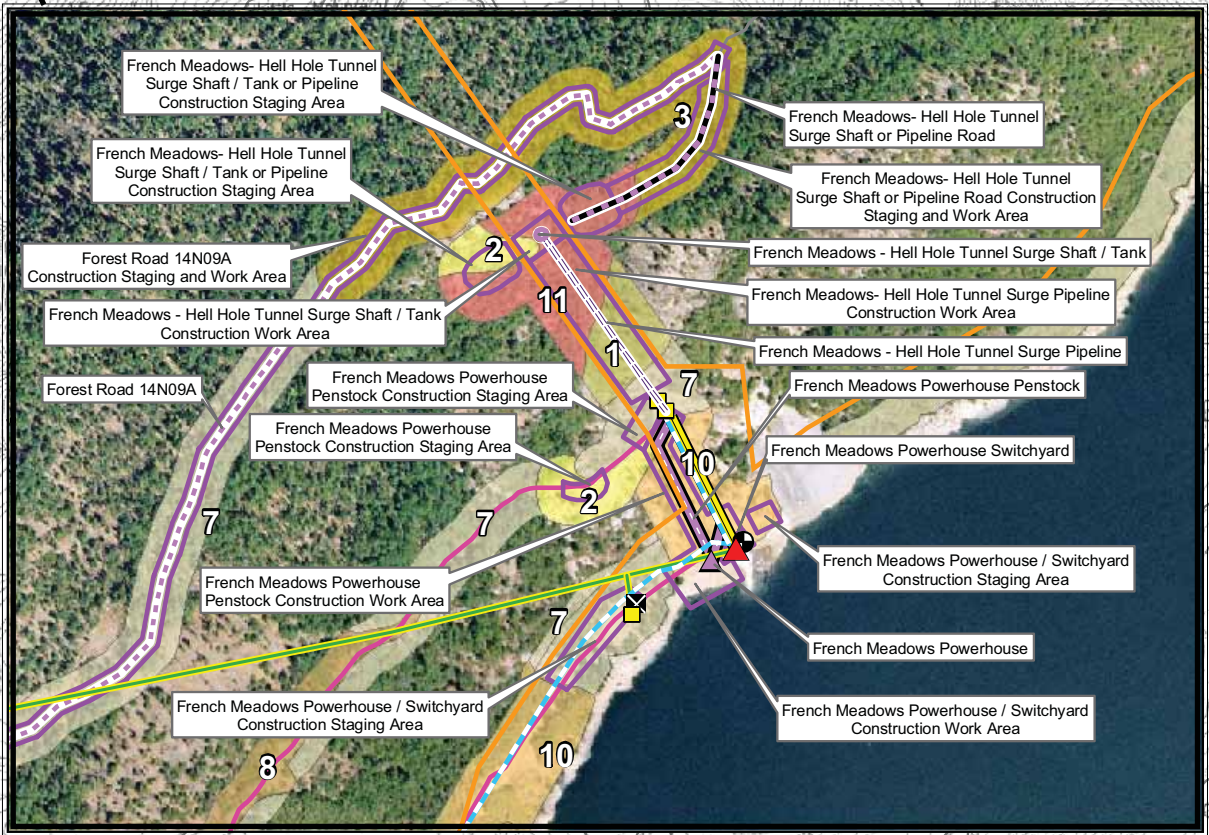 French Meadows- Hell Hole Tunnel
Surge Shaft / Tank or Pipeline
Construction Staging Area
French Meadows- Hell Hole Tunnel
Surge Shaft or Pipeline Road
3
French Meadows- Hell Hole Tunnel
Surge Shaft / Tank or Pipeline
Construction Staging Area
French Meadows- Hell Hole Tunnel
Surge Shaft or Pipeline Road Construction
Staging and Work Area
2
Forest Road 14N09A
Construction Staging and Work Area
French Meadows - Hell Hole Tunnel Surge Shaft / Tank
11
French Meadows- Hell Hole Tunnel Surge Pipeline
Construction Work Area
French Meadows - Hell Hole Tunnel Surge Shaft / Tank
Construction Work Area
1
French Meadows - Hell Hole Tunnel Surge Pipeline
Forest Road 14N09A
French Meadows Powerhouse
Penstock Construction Staging Area
7
French Meadows Powerhouse Penstock
French Meadows Powerhouse
Penstock Construction Staging Area
10
French Meadows Powerhouse Switchyard
2
7
7
French Meadows Powerhouse / Switchyard
Construction Staging Area
French Meadows Powerhouse
Penstock Construction Work Area
7
French Meadows Powerhouse
French Meadows Powerhouse / Switchyard
Construction Staging Area
French Meadows Powerhouse / Switchyard
Construction Work Area
10
8